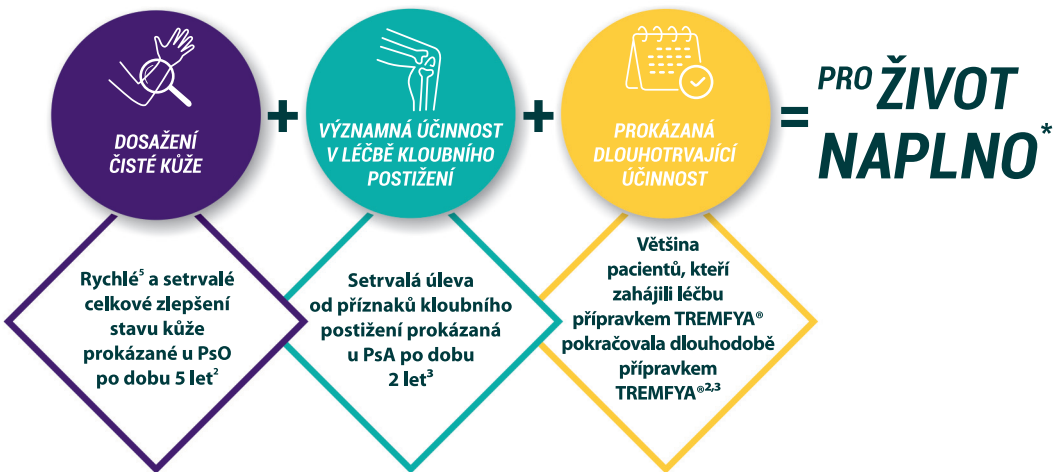 DOSAŽENÍ
ČISTÉ KŮŽE
+
VÝZNAMNÁ ÚČINNOST
V LÉČBĚ KLOUBNÍHO
POSTIŽENÍ
+
PROKÁZANÁ
DLOUHOTRVAJÍCÍ
ÚČINNOST
=
PRO ŽIVOT
NAPLNO*
Rychlé⁵ a setrvalé
celkové zlepšení
stavu kůže
prokázané u PsO
po dobu 5 let²
Setrvalá úleva
od příznaků kloubního
postižení prokázaná
u PsA po dobu
2 let³
Většina
pacientů, kteří
zahájili léčbu
přípravkem TREMFYA®
pokračovala dlouhodobě
přípravkem
TREMFYA®²,³